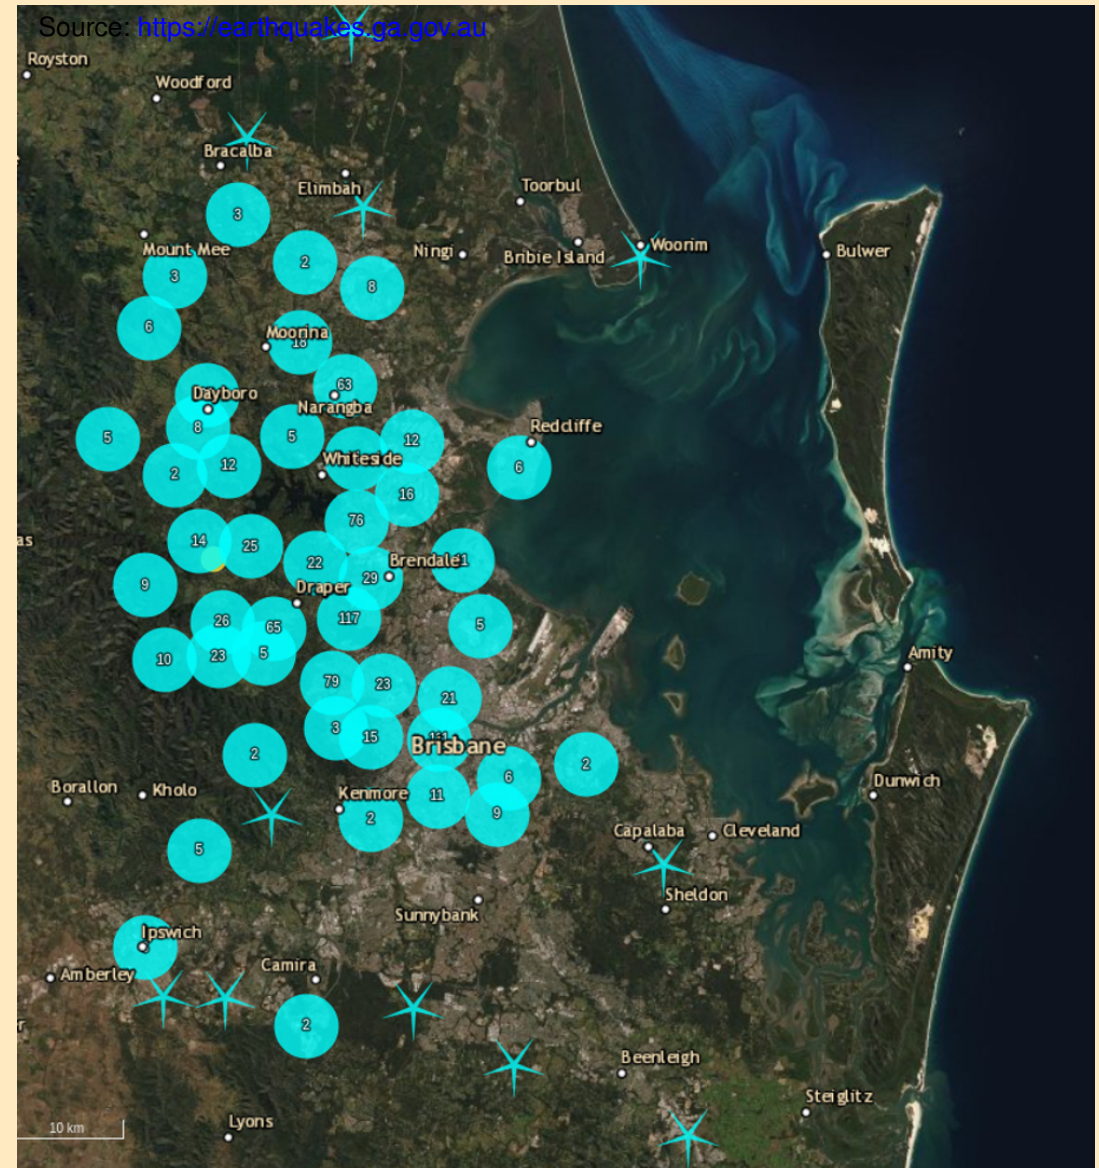 Source: https://earthquakes.ga.gov.au
Royston
Woodford
Bracalba
Elimbah
Toorbul
3
Mount Mee
Ningi
Bribie Island
Woorim
Bulwer
3
2
8
6
Moorina
18
63
Dayboro
Narangba
8
5
5
12
Redcliffe
Whiteside
6
2
12
16
76
as
14
25
22
Brendale
29
9
Draper
26
65
117
5
10
23
5
Amity
79
23
21
3
15
Brisbane
2
6
2
Borallon
Kholo
Kenmore
11
Dunwich
2
9
5
Capalaba
Cleveland
Sheldon
Sunnybank
Ipswich
Amberley
Camira
r
2
Beenleigh
Steiglitz
Lyons
10 km